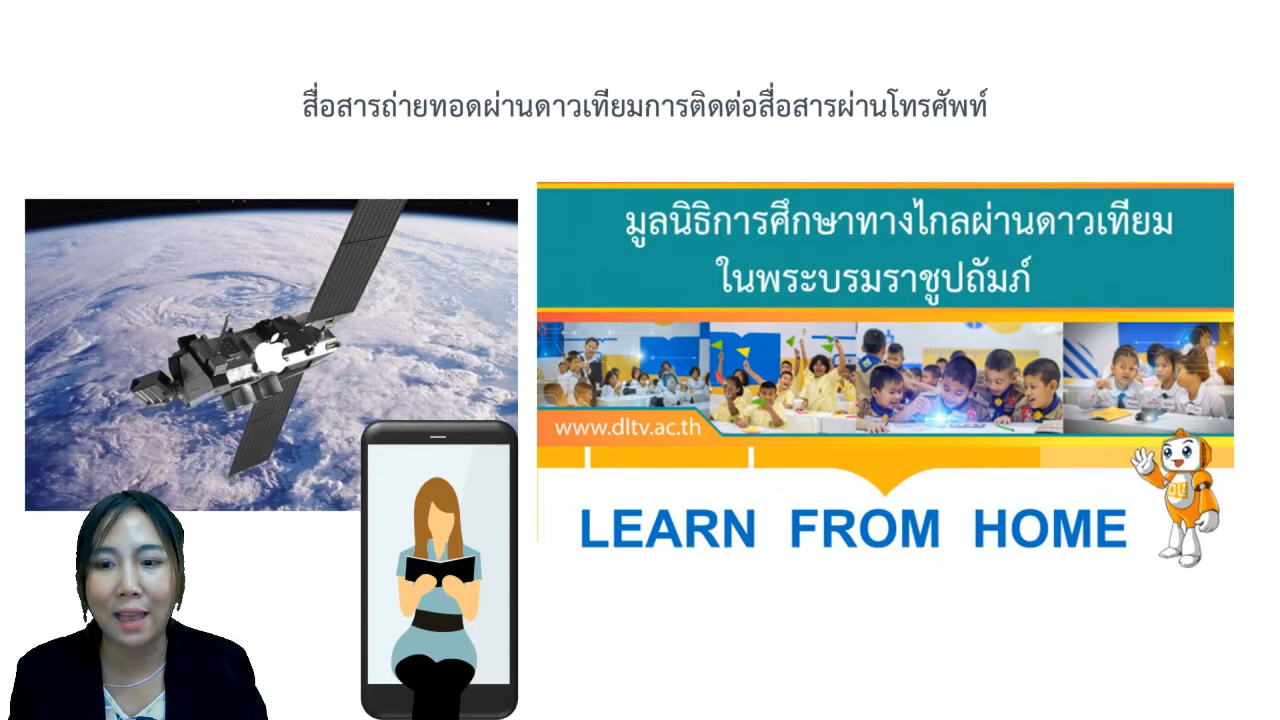 สื่อสารถ่ายทอดผ่านดาวเทียมการติดต่อสื่อสารผ่านโทรศัพท์
มูลนิธิการศึกษาทางไกลผ่านดาวเทียม
ในพระบรมราชูปถัมภ์
www.dltv.ac.th
LEARN FROM HOME